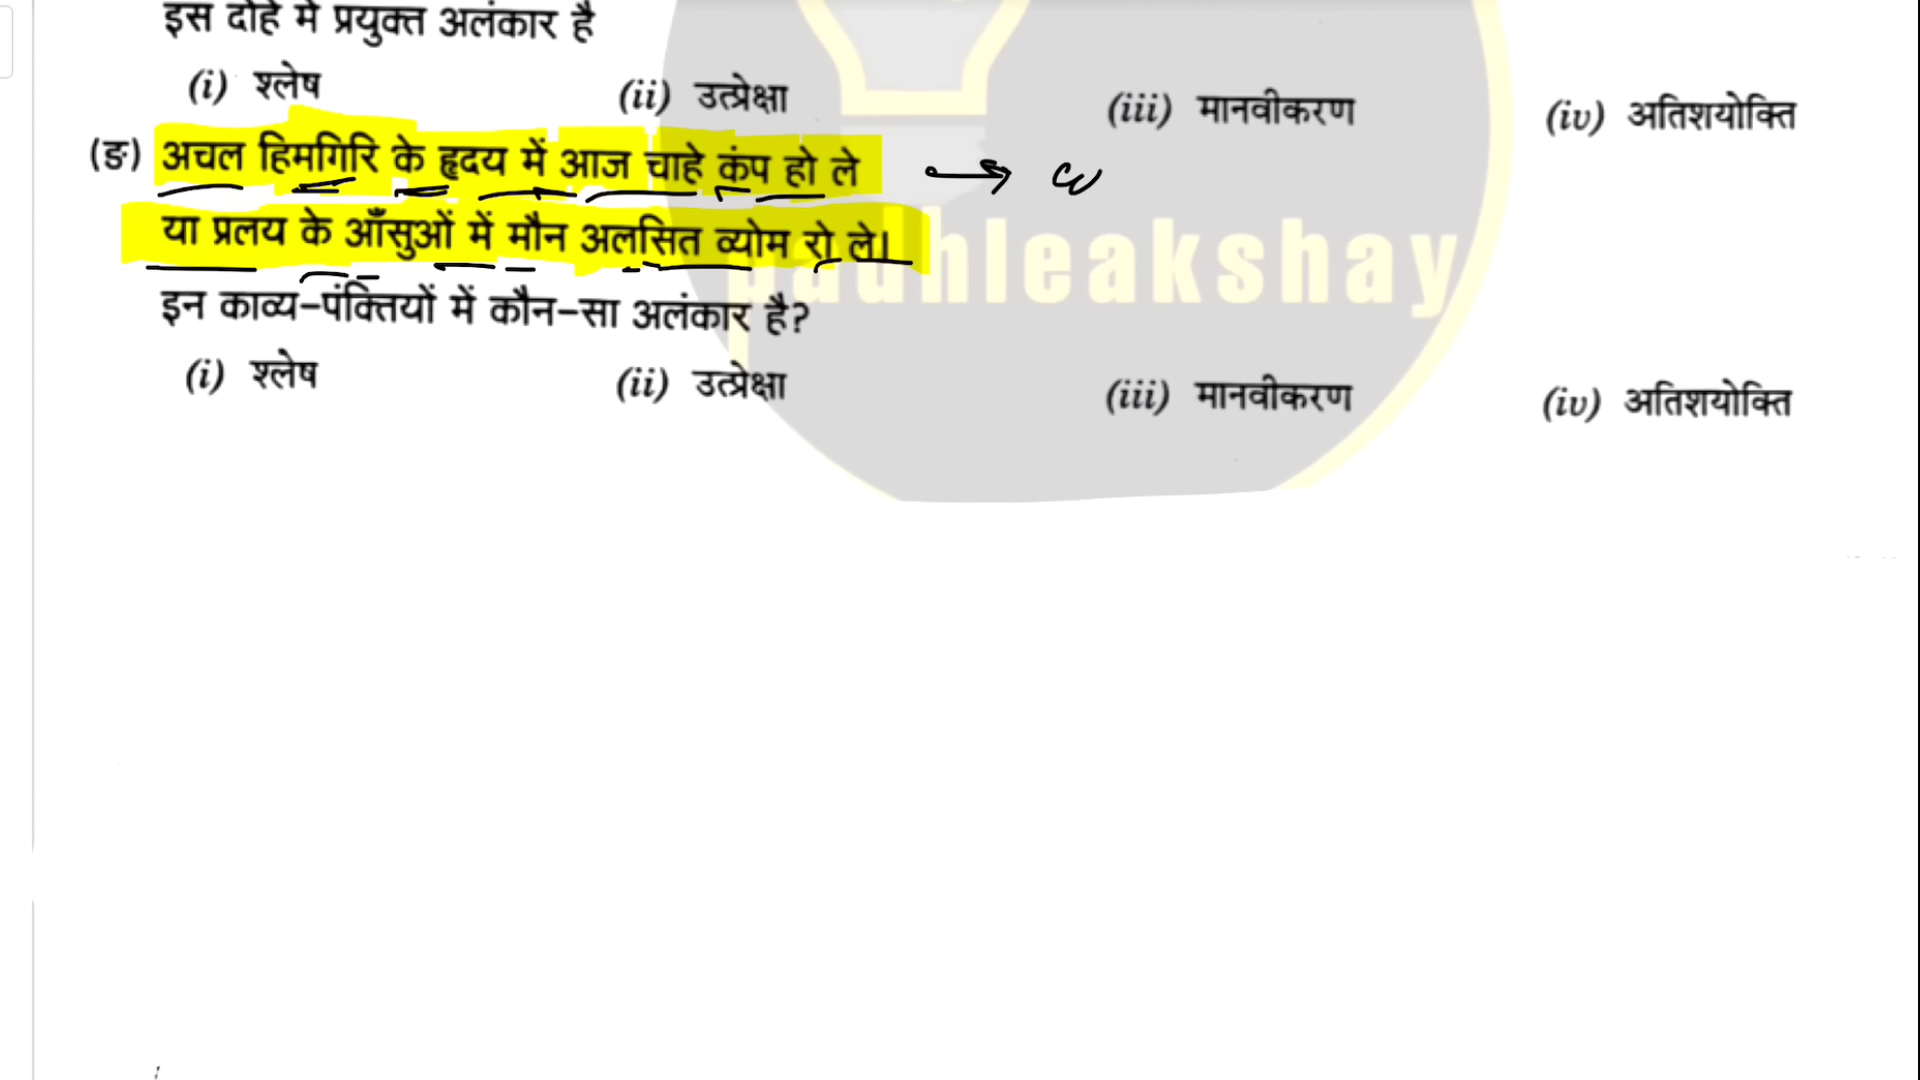 इस दोहे में प्रयुक्त अलंकार है
(i) श्लेष (ii) उत्प्रेक्षा (iii) मानवीकरण (iv) अतिशयोक्ति
(ङ) अचल हिमगिरि के हृदय में आज चाहे कंप हो ले
या प्रलय के आँसुओं में मौन अलसित व्योम रो ले।
padhleakshay
इन काव्य-पंक्तियों में कौन-सा अलंकार है?
(i) श्लेष (ii) उत्प्रेक्षा (iii) मानवीकरण (iv) अतिशयोक्ति